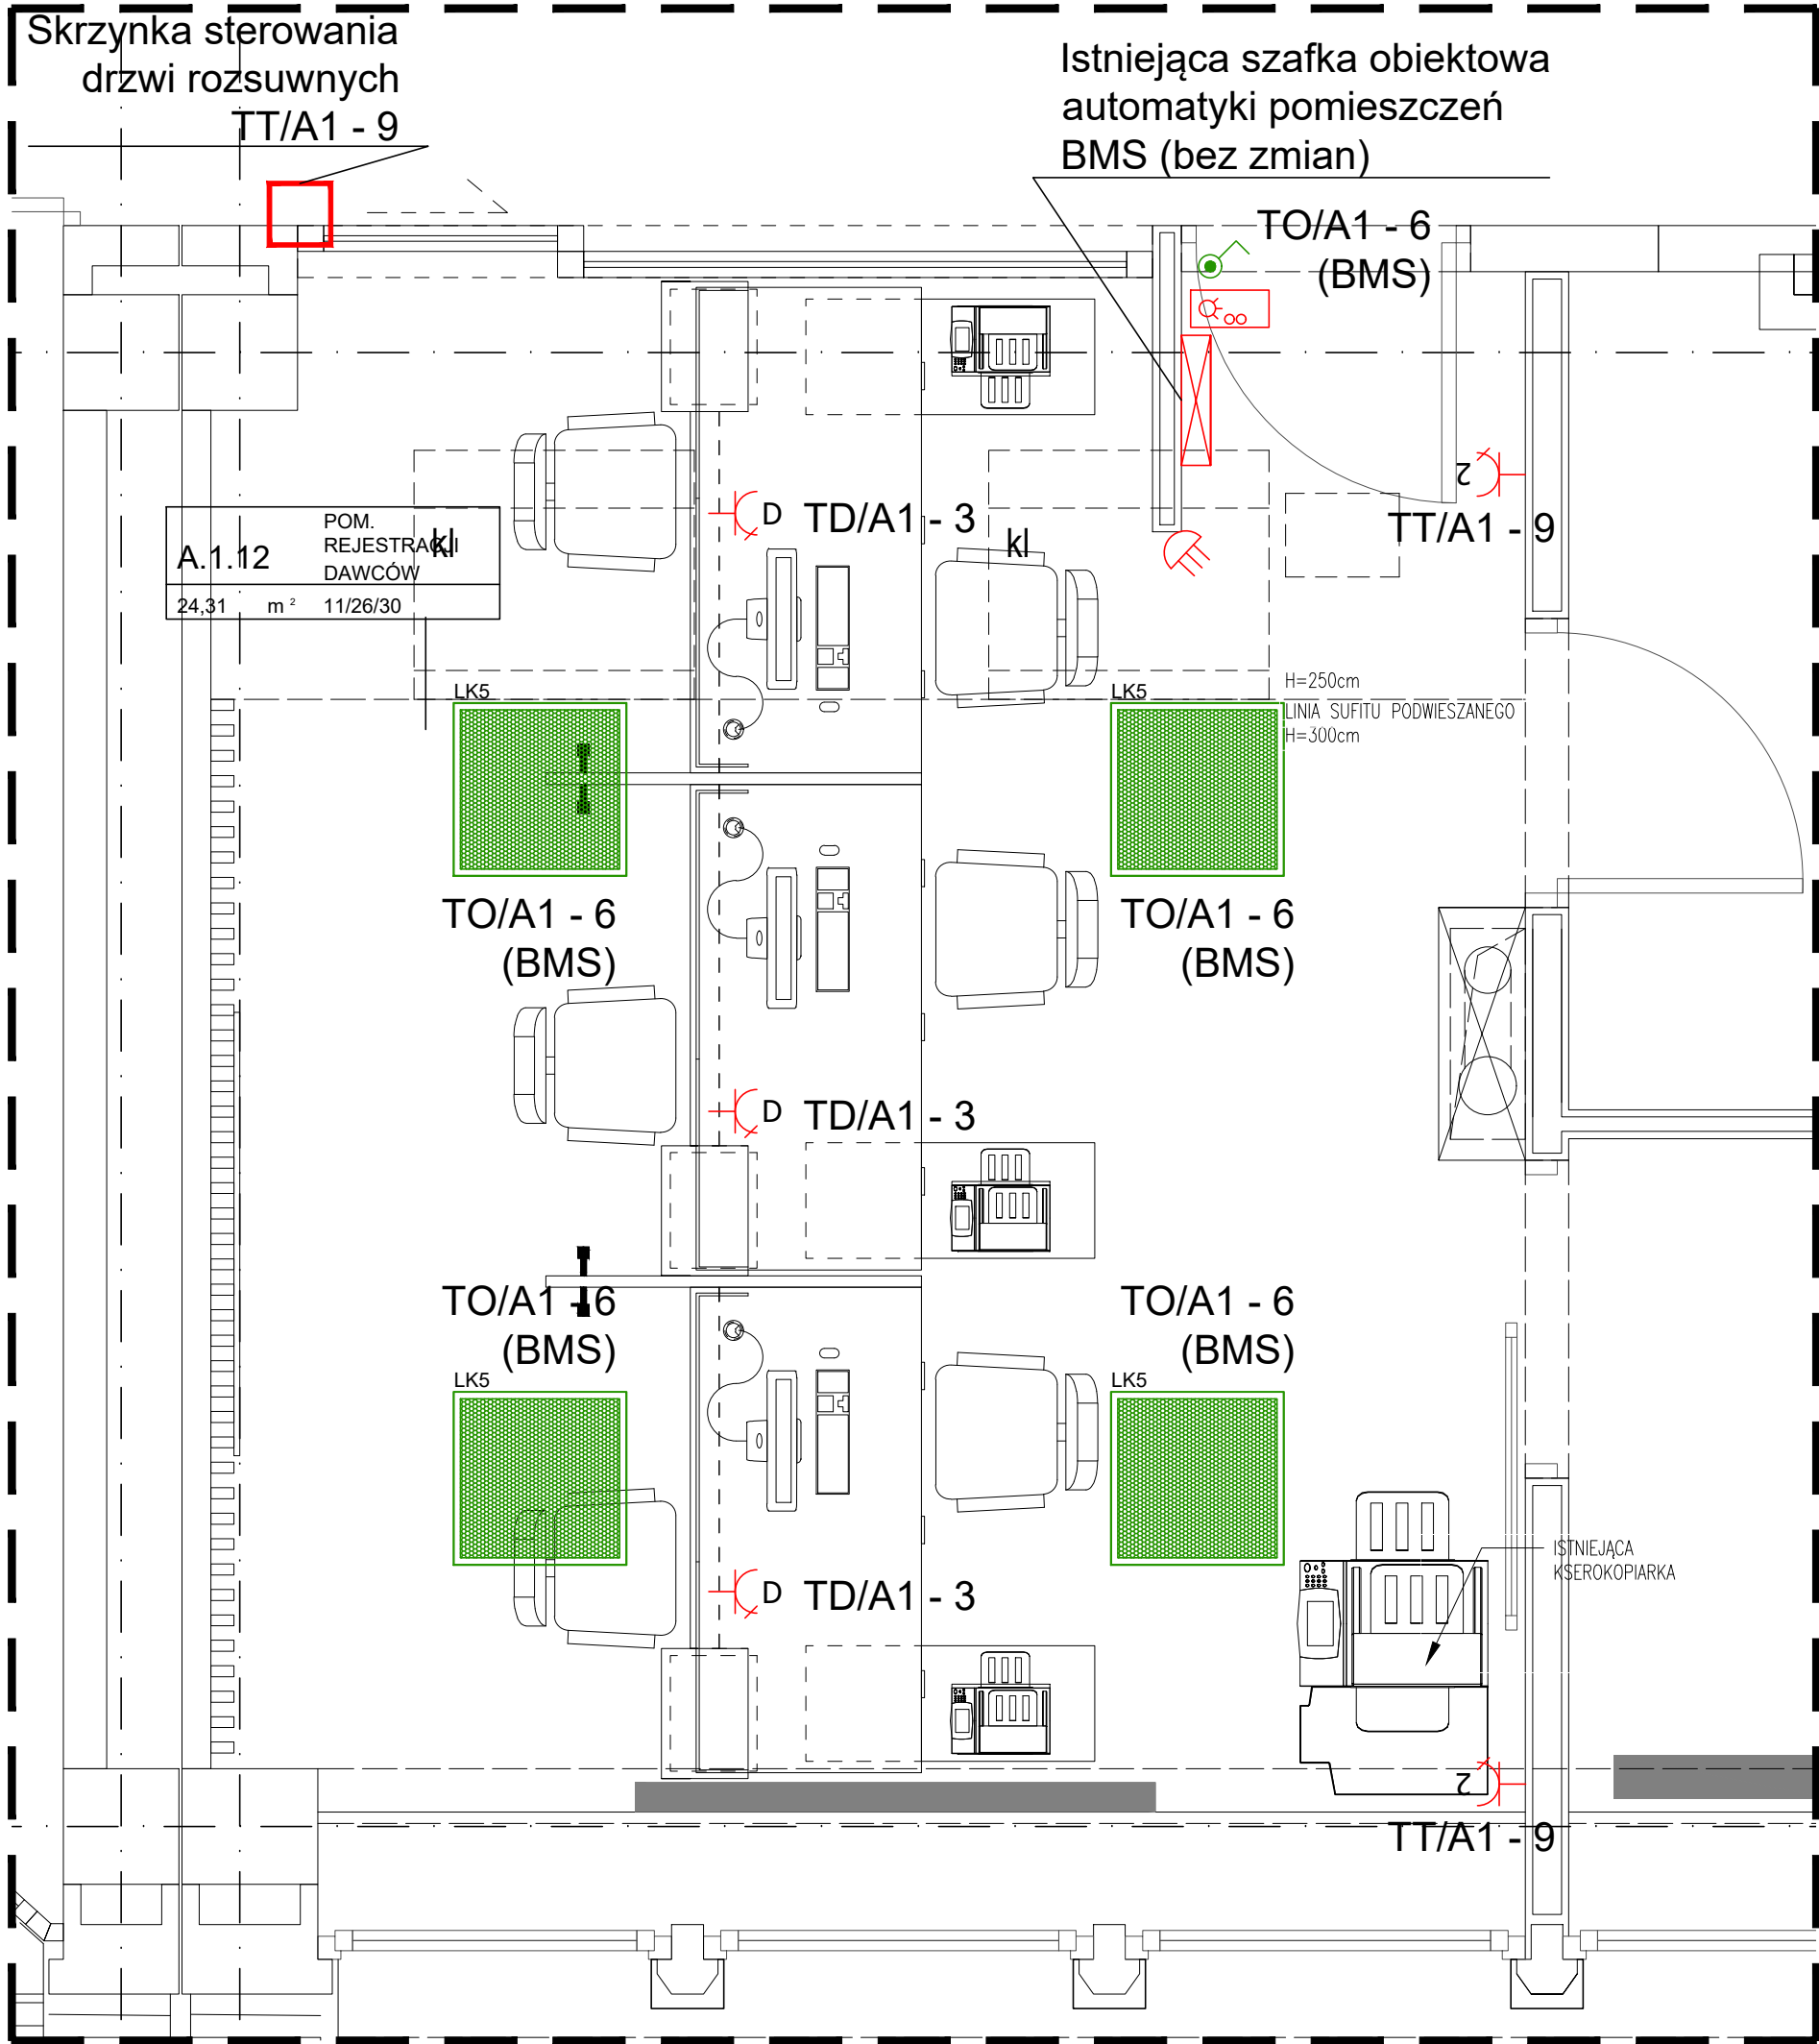 Skrzynka sterowania
drzwi rozsuwnych
TT/A1 - 9
Istniejąca szafka obiektowa
automatyki pomieszczeń
BMS (bez zmian)
TO/A1 - 6
(BMS)
2
TT/A1 - 9
D TD/A1 - 3
kl
kl
A.1.12
POM.
REJESTRACJI
DAWCÓW
24,31 m ² 11/26/30
H=250cm
LINIA SUFITU PODWIESZANEGO
H=300cm
LK5
LK5
TO/A1 - 6
(BMS)
TO/A1 - 6
(BMS)
D TD/A1 - 3
TO/A1 - 6
(BMS)
TO/A1 - 6
(BMS)
LK5
LK5
ISTNIEJĄCA
KSEROKOPIARKA
D TD/A1 - 3
2
TT/A1 - 9